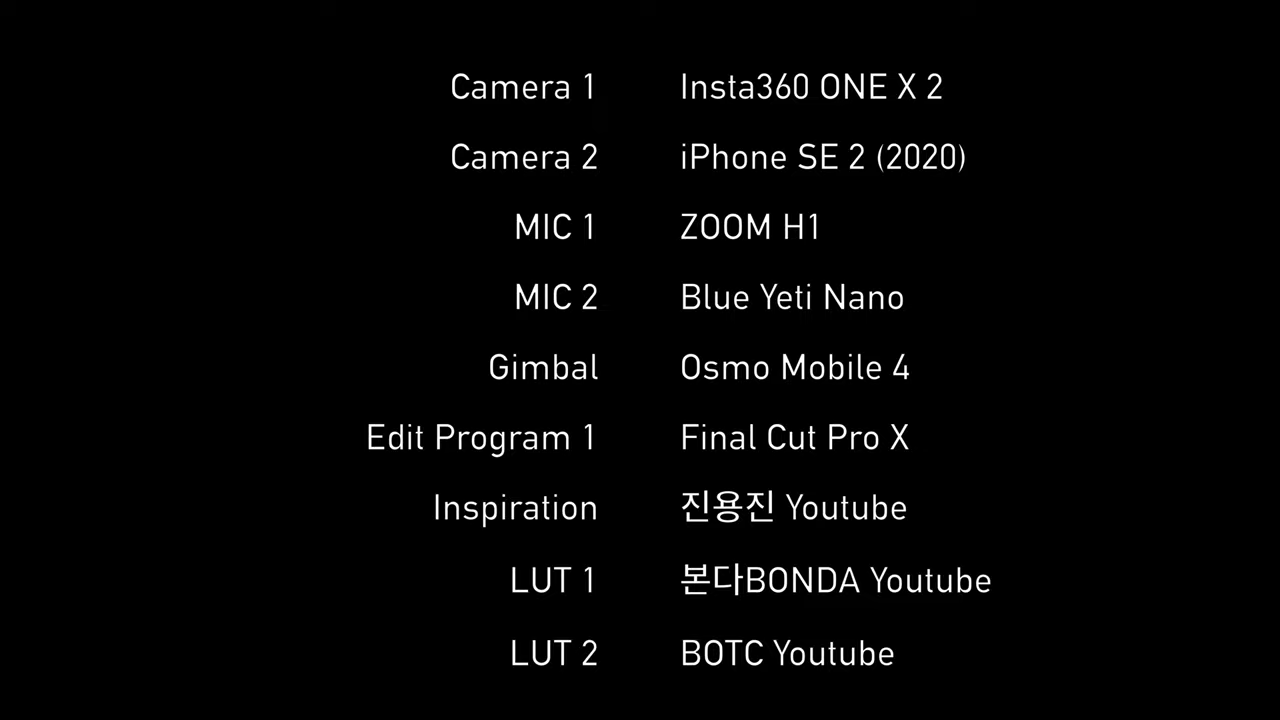 Camera 1 Insta360 ONE X 2
Camera 2 iPhone SE 2 (2020)
MIC 1 ZOOM H1
MIC 2 Blue Yeti Nano
Gimbal Osmo Mobile 4
Edit Program 1 Final Cut Pro X
Inspiration 진용진 Youtube
LUT 1 본다BONDA Youtube
LUT 2 BOTC Youtube